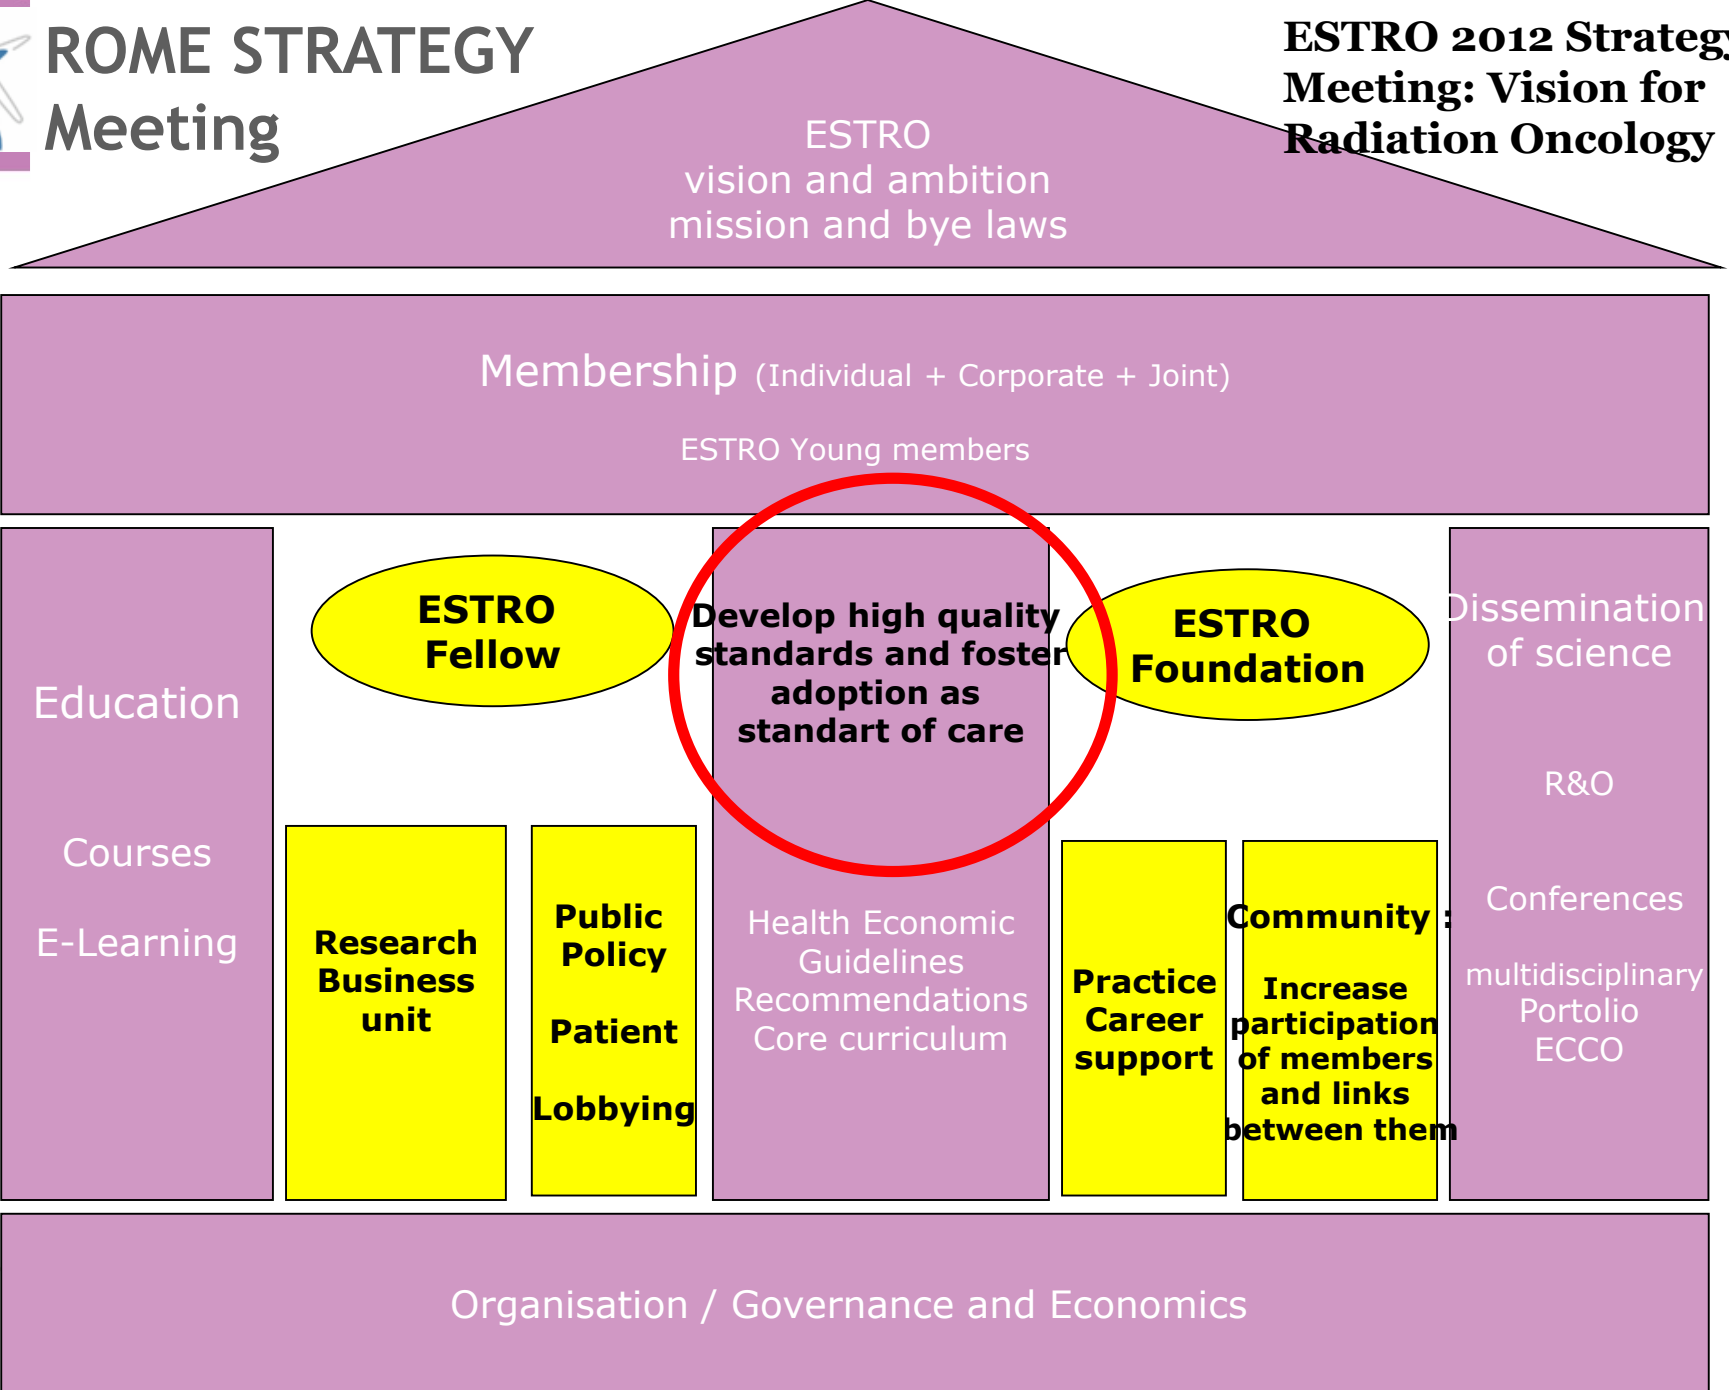 ROME STRATEGY
Meeting
ESTRO 2012 Strategy
Meeting: Vision for
Radiation Oncology
ESTRO
vision and ambition
mission and bye laws
Membership (Individual + Corporate + Joint)
ESTRO Young members
Education
Courses
E-Learning
ESTRO
Fellow
Research
Business
unit
Public
Policy
Patient
Lobbying
Develop high quality
standards and foster
adoption as
standart of care
Health Economic
Guidelines
Recommendations
Core curriculum
ESTRO
Foundation
Practice
Career
support
Community :
Increase
participation
of members
and links
between them
Dissemination
of science
R&O
Conferences
multidisciplinary
Portolio
ECCO
Organisation / Governance and Economics